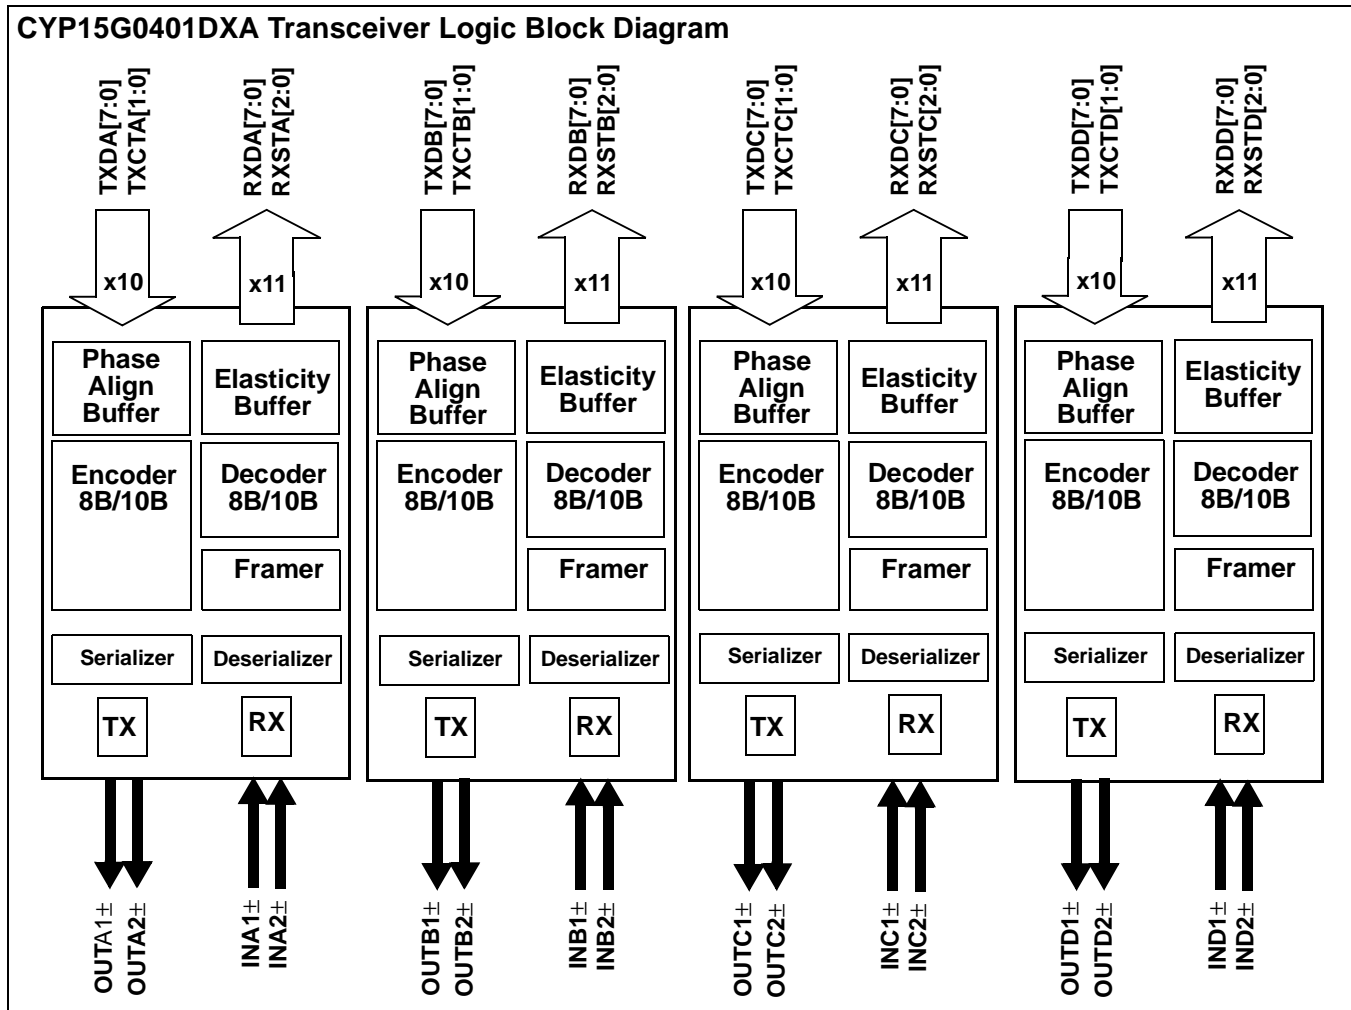 CYP15G0401DXA Transceiver Logic Block Diagram
TXDA[7:0]
TXCTA[1:0]
RXDA[7:0]
RXSTA[2:0]
TXDB[7:0]
TXCTB[1:0]
RXDB[7:0]
RXSTB[2:0]
TXDC[7:0]
TXCTC[1:0]
RXDC[7:0]
RXSTC[2:0]
TXDD[7:0]
TXCTD[1:0]
RXDD[7:0]
RXSTD[2:0]
x10
x11
x10
x11
x10
x11
x10
x11
Phase
Align
Buffer
Elasticity
Buffer
Phase
Align
Buffer
Elasticity
Buffer
Phase
Align
Buffer
Elasticity
Buffer
Phase
Align
Buffer
Elasticity
Buffer
Encoder
8B/10B
Decoder
8B/10B
Encoder
8B/10B
Decoder
8B/10B
Encoder
8B/10B
Decoder
8B/10B
Encoder
8B/10B
Decoder
8B/10B
Framer
Framer
Framer
Framer
Serializer
Deserializer
Serializer
Deserializer
Serializer
Deserializer
Serializer
Deserializer
TX
RX
TX
RX
TX
RX
TX
RX
OUTA1±
OUTA2±
INA1±
INA2±
OUTB1±
OUTB2±
INB1±
INB2±
OUTC1±
OUTC2±
INC1±
INC2±
OUTD1±
OUTD2±
IND1±
IND2±